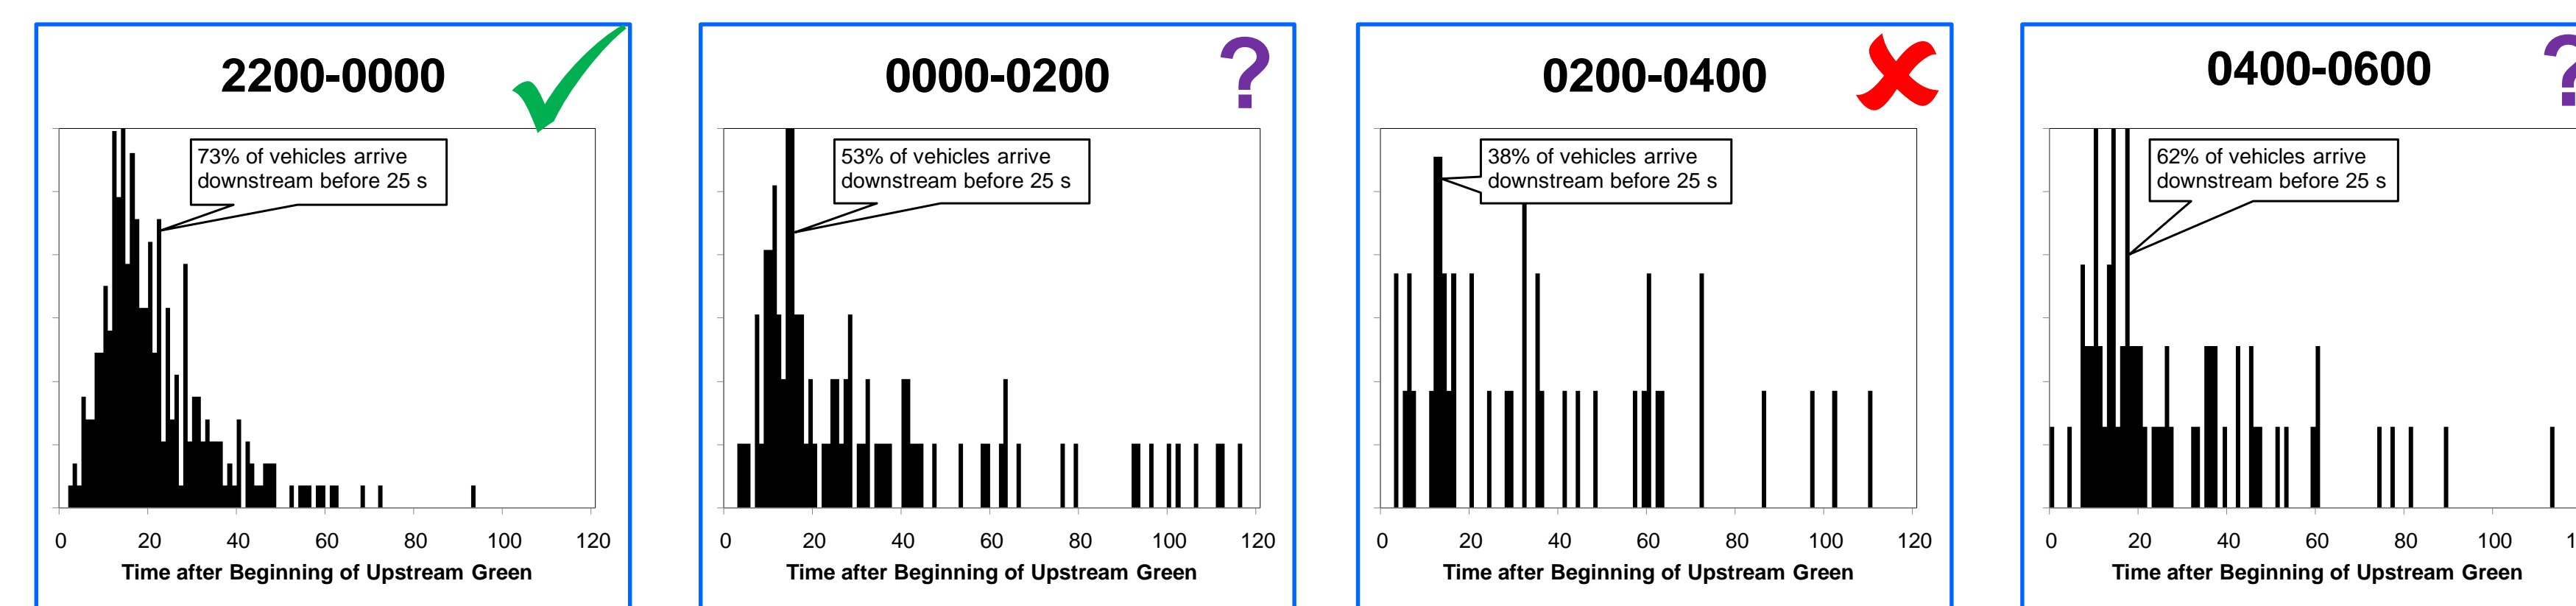 2200-0000
73% of vehicles arrive
downstream before 25 s
0 20 40 60 80 100 120
Time after Beginning of Upstream Green
0000-0200
?
53% of vehicles arrive
downstream before 25 s
0 20 40 60 80 100 120
Time after Beginning of Upstream Green
0200-0400
38% of vehicles arrive
downstream before 25 s
0 20 40 60 80 100 120
Time after Beginning of Upstream Green
0400-0600
?
62% of vehicles arrive
downstream before 25 s
0 20 40 60 80 100
Time after Beginning of Upstream Green